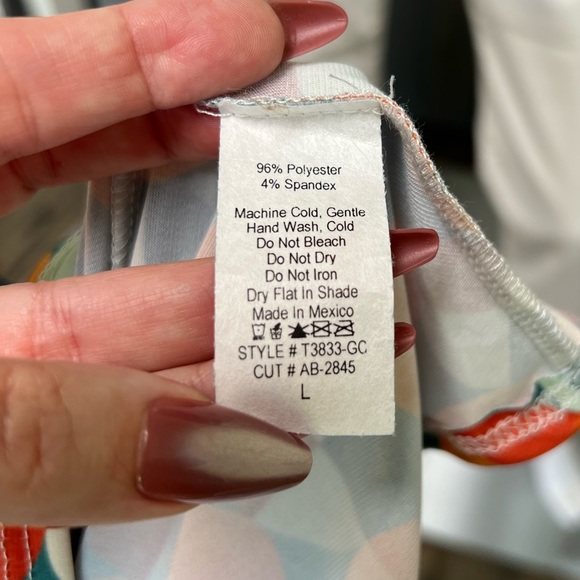 96% Polyester
4% Spandex
Machine Cold, Gentle
Hand Wash, Cold
Do Not Bleach
Do Not Dry
Do Not Iron
Dry Flat In Shade
Made In Mexico
STYLE # T3833-GC
CUT # AB-2845
L